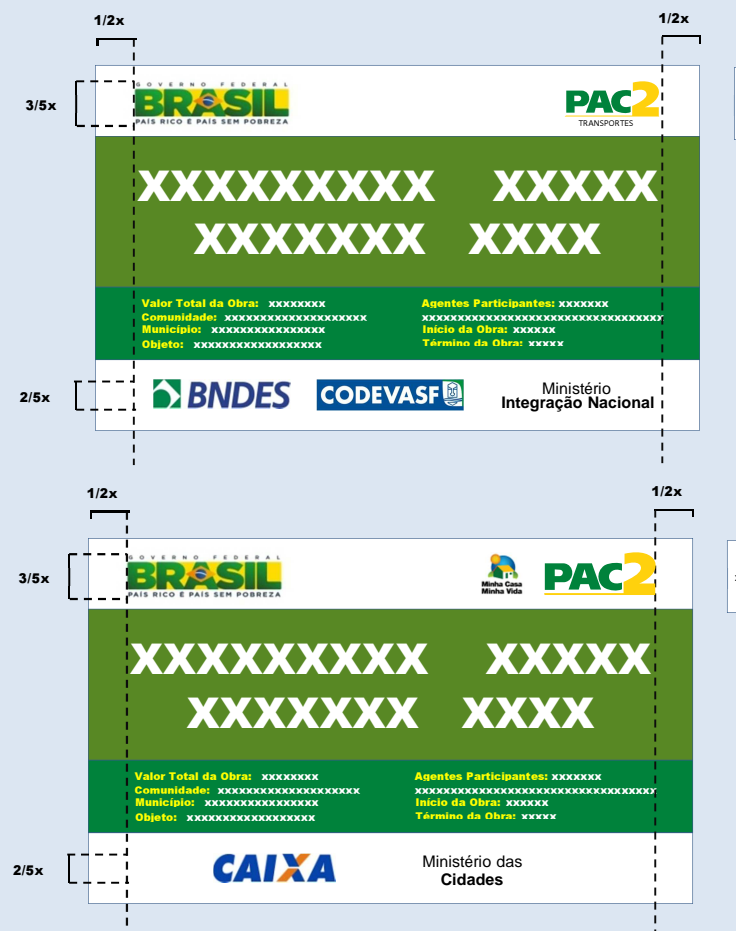 1/2x 1/2x
3/5x
GOVERNO FEDERAL
BRASIL
PAÍS RICO É PAÍS SEM POBREZA
PAC2
TRANSPORTES
XXXXXXXXX XXXXX
XXXXXXX XXXX
Valor Total da Obra: xxxxxxxx
Comunidade: xxxxxxxxxxxxxxxxxxxx
Município: xxxxxxxxxxxxxxxx
Objeto: xxxxxxxxxxxxxxxxxx
Agentes Participantes: xxxxxxx
xxxxxxxxxxxxxxxxxxxxxxxxxxxxxxxxxx
Início da Obra: xxxxxx
Término da Obra: xxxxx
2/5x
BNDES
CODEVASF
Ministério
Integração Nacional
1/2x 1/2x
3/5x
GOVERNO FEDERAL
BRASIL
PAÍS RICO É PAÍS SEM POBREZA
Minha Casa
Minha Vida
PAC2
XXXXXXXXX XXXXX
XXXXXXX XXXX
Valor Total da Obra: xxxxxxxx
Comunidade: xxxxxxxxxxxxxxxxxxxx
Município: xxxxxxxxxxxxxxxx
Objeto: xxxxxxxxxxxxxxxxxx
Agentes Participantes: xxxxxxx
xxxxxxxxxxxxxxxxxxxxxxxxxxxxxxxxxx
Início da Obra: xxxxxx
Término da Obra: xxxxx
2/5x
CAIXA
Ministério das
Cidades